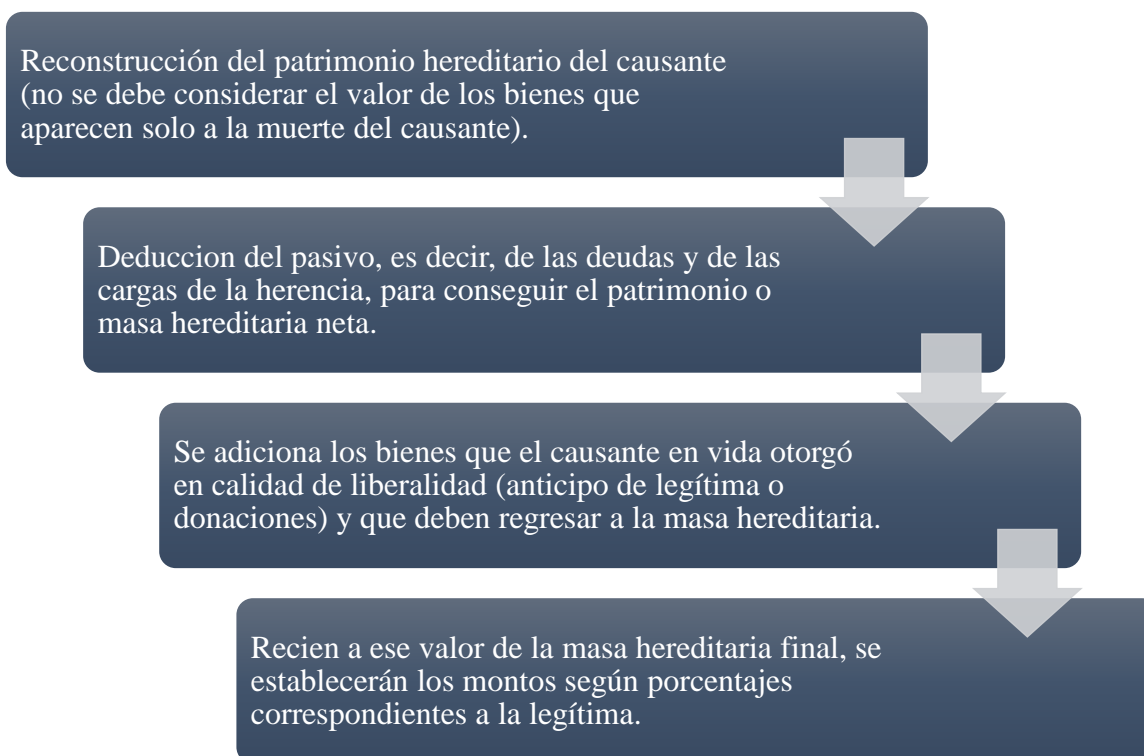 Reconstrucción del patrimonio hereditario del causante
(no se debe considerar el valor de los bienes que
aparecen solo a la muerte del causante).
Deduccion del pasivo, es decir, de las deudas y de las
cargas de la herencia, para conseguir el patrimonio o
masa hereditaria neta.
Se adiciona los bienes que el causante en vida otorgó
en calidad de liberalidad (anticipo de legítima o
donaciones) y que deben regresar a la masa hereditaria.
Recien a ese valor de la masa hereditaria final, se
establecerán los montos según porcentajes
correspondientes a la legítima.